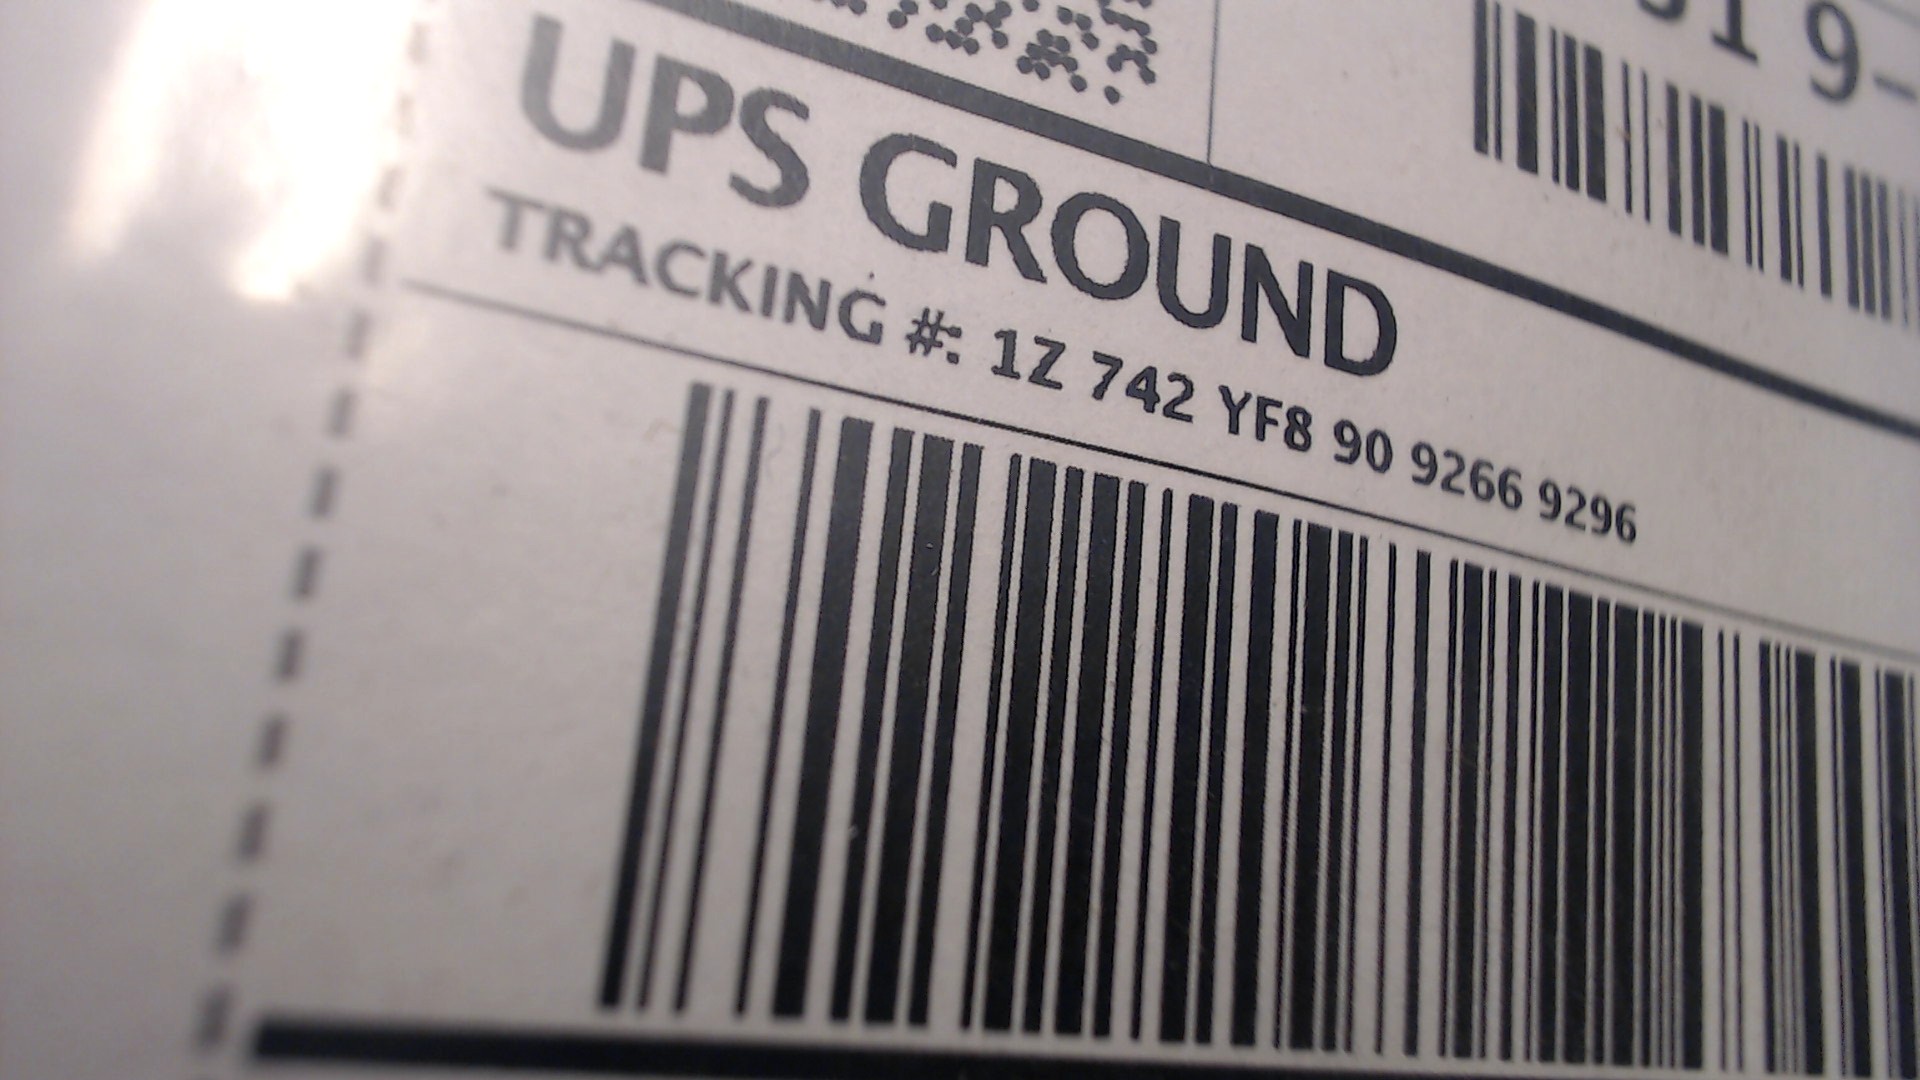 UPS GROUND
TRACKING #: 1Z 742 YF8 90 9266 9296